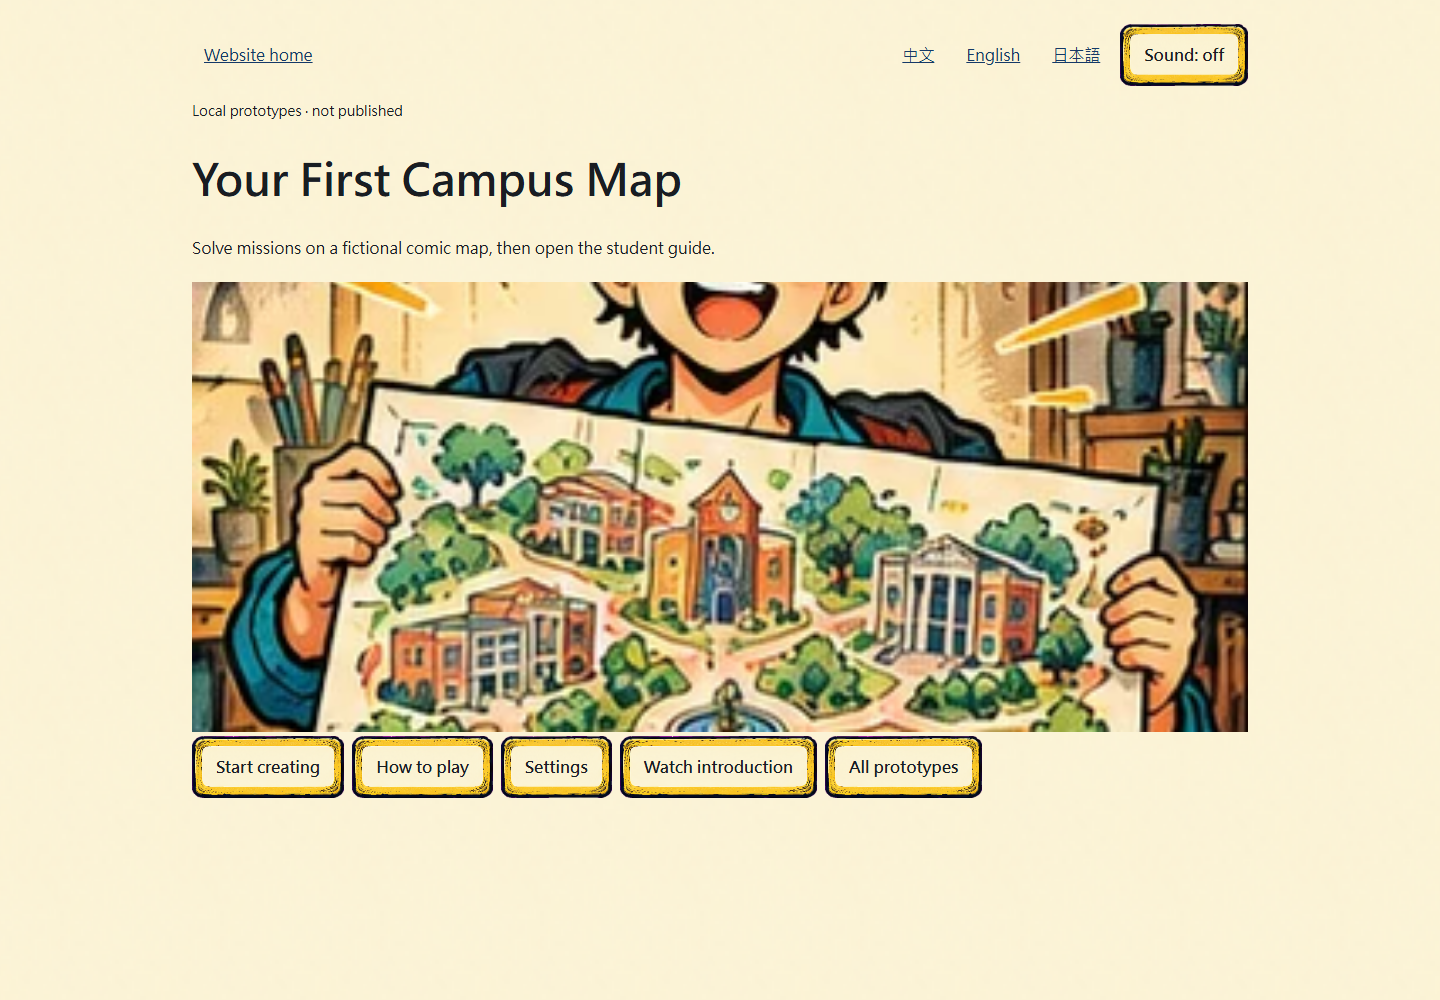 Website home
中文
English
日本語
Sound: off
Local prototypes · not published
Your First Campus Map
Solve missions on a fictional comic map, then open the student guide.
Start creating
How to play
Settings
Watch introduction
All prototypes